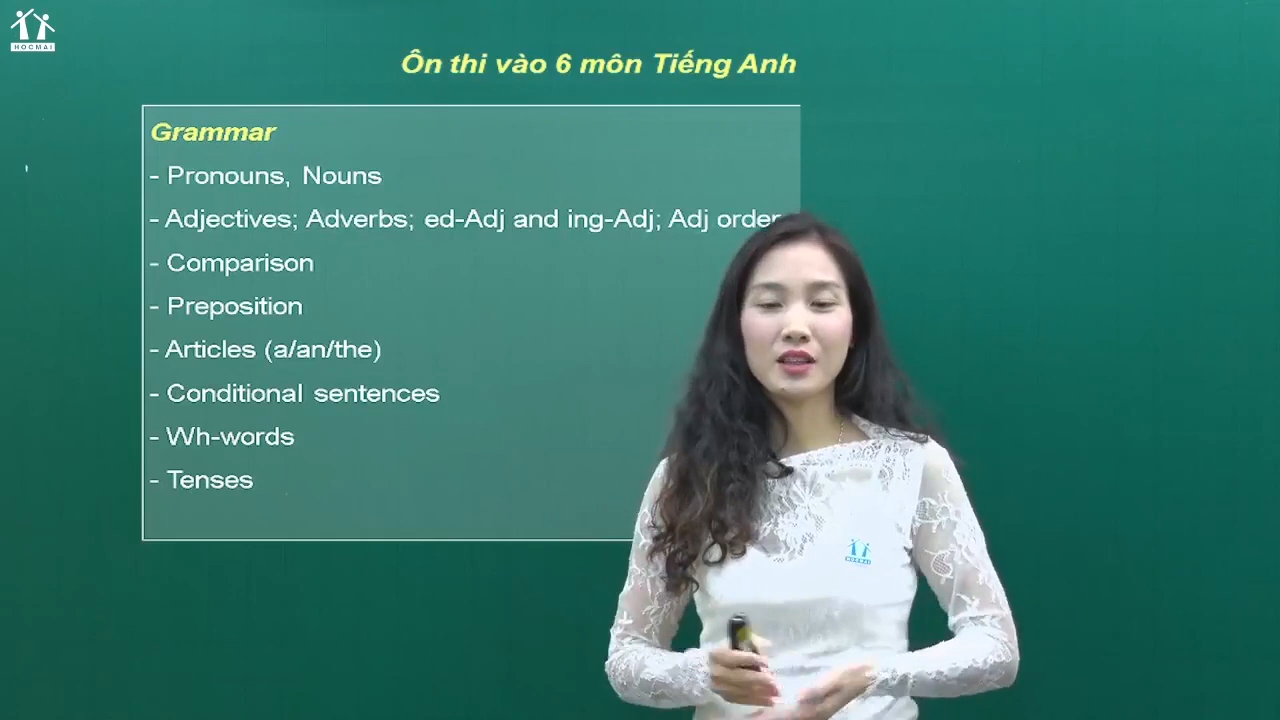 HOCMAI
Ôn thi vào 6 môn Tiếng Anh
Grammar
- Pronouns, Nouns
- Adjectives; Adverbs; ed-Adj and ing-Adj; Adj order
- Comparison
- Preposition
- Articles (a/an/the)
- Conditional sentences
- Wh-words
- Tenses
HOCMAI